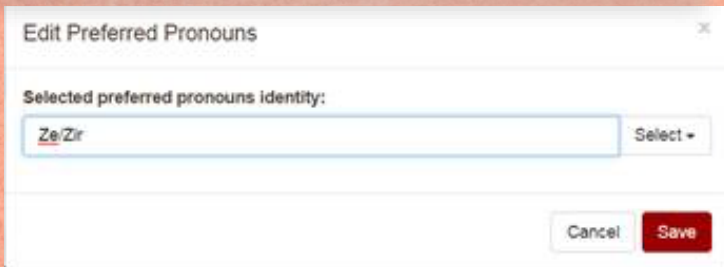 Edit Preferred Pronouns
×
Selected preferred pronouns identity:
Ze/Zir
Select
Cancel
Save